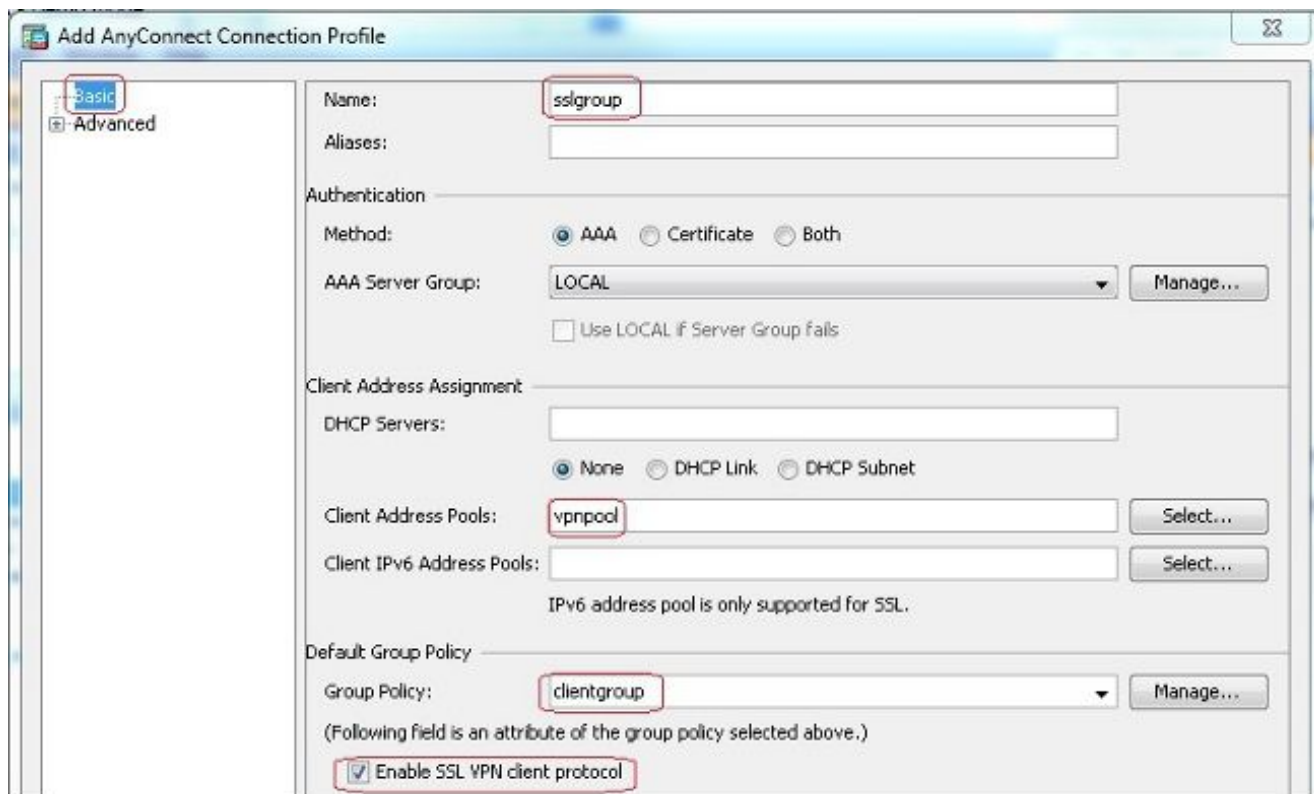 Add AnyConnect Connection Profile
Basic
Advanced
Name: sslgroup
Aliases:
Authentication
Method: AAA Certificate Both
AAA Server Group: LOCAL Manage...
Use LOCAL if Server Group fails
Client Address Assignment
DHCP Servers:
None DHCP Link DHCP Subnet
Client Address Pools: vpnpool Select...
Client IPv6 Address Pools: Select...
IPv6 address pool is only supported for SSL.
Default Group Policy
Group Policy: clientgroup Manage...
(Following field is an attribute of the group policy selected above.)
Enable SSL VPN client protocol